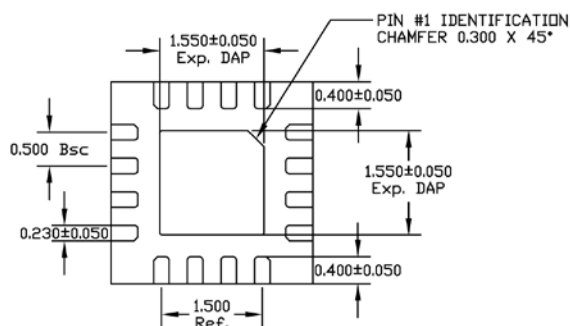 PIN #1 IDENTIFICATION
CHAMFER 0.300 X 45°
1.550±0.050
Exp. DAP
0.400±0.050
0.500 Bsc
1.550±0.050
Exp. DAP
0.230±0.050
0.400±0.050
1.500
Ref.